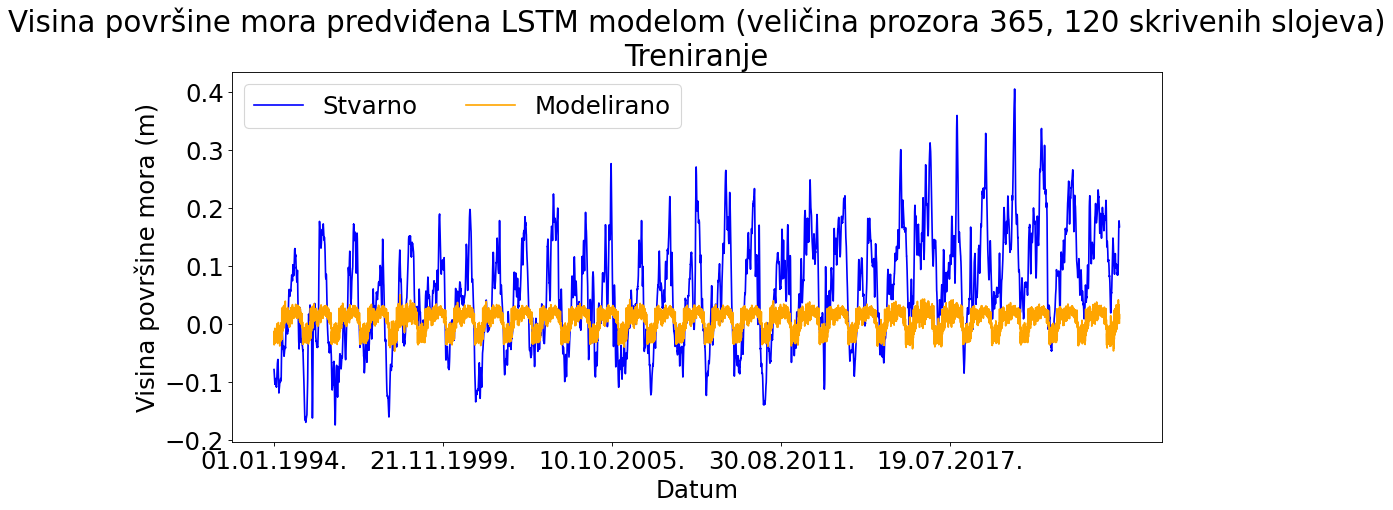 Visina površine mora predviđena LSTM modelom (veličina prozora 365, 120 skrivenih slojeva)
Treniranje
Stvarno
Modelirano
Visina površine mora (m)
0.4
0.3
0.2
0.1
0.0
−0.1
−0.2
01.01.1994. 21.11.1999. 10.10.2005. 30.08.2011. 19.07.2017.
Datum